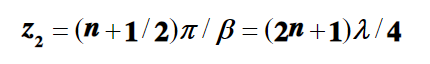 z₂ = (n + 1/2)π / β = (2n + 1)λ / 4